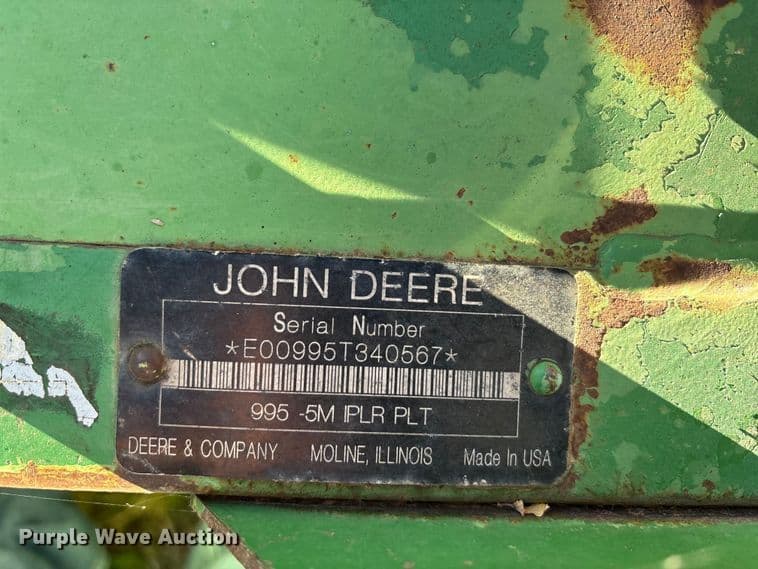 JOHN DEERE
Serial Number
*E00995T340567*
995 -5M IPLR PLT
DEERE & COMPANY MOLINE, ILLINOIS Made In USA
Purple Wave Auction